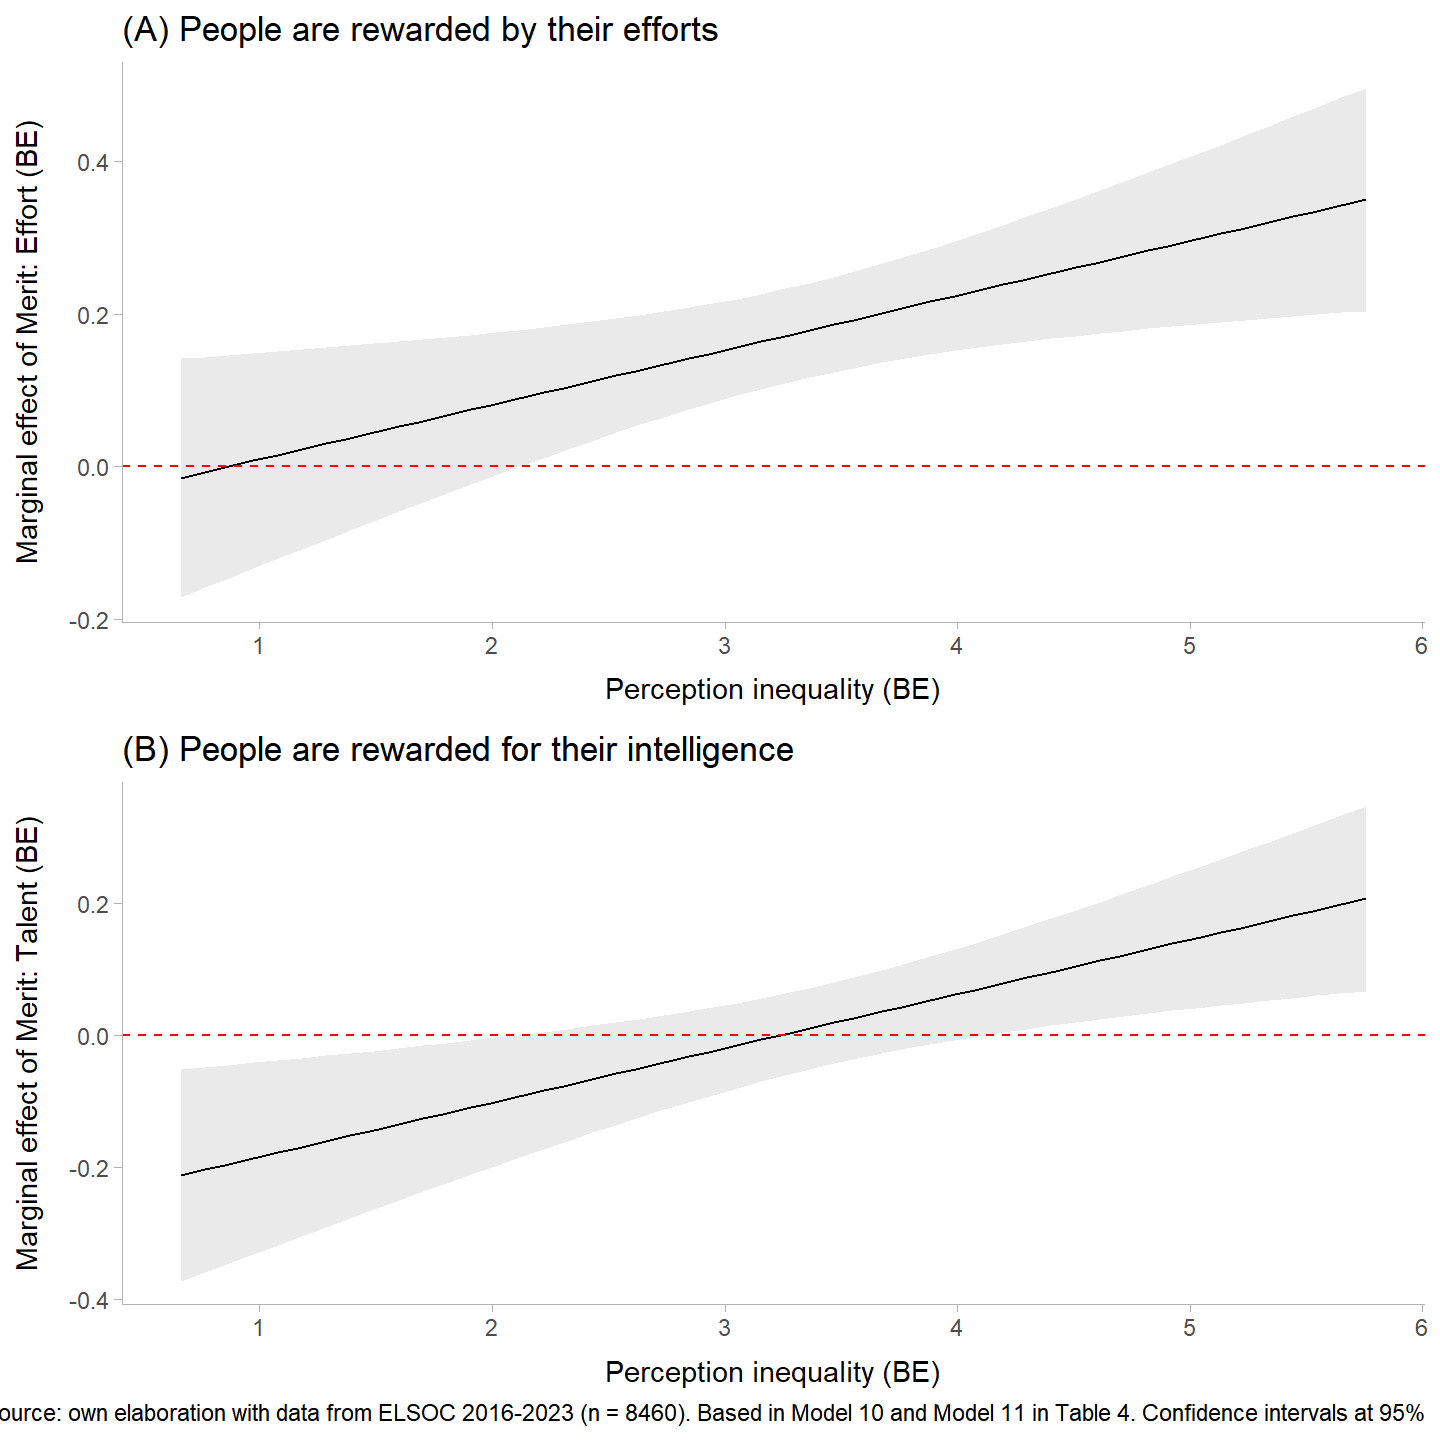 (A) People are rewarded by their efforts
Marginal effect of Merit: Effort (BE)
0.4
0.2
0.0
-0.2
1 2 3 4 5 6
Perception inequality (BE)
(B) People are rewarded for their intelligence
Marginal effect of Merit: Talent (BE)
0.2
0.0
-0.2
-0.4
1 2 3 4 5 6
Perception inequality (BE)
ource: own elaboration with data from ELSOC 2016-2023 (n = 8460). Based in Model 10 and Model 11 in Table 4. Confidence intervals at 95%